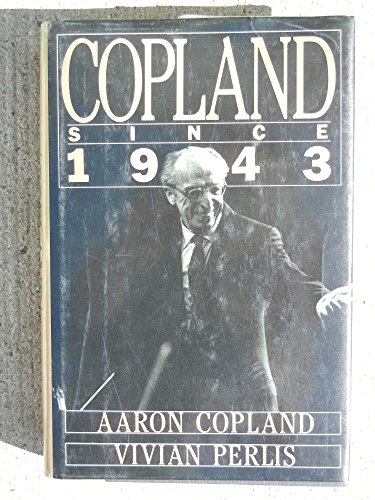 COPLAND
SINCE
1943
AARON COPLAND
VIVIAN PERLIS